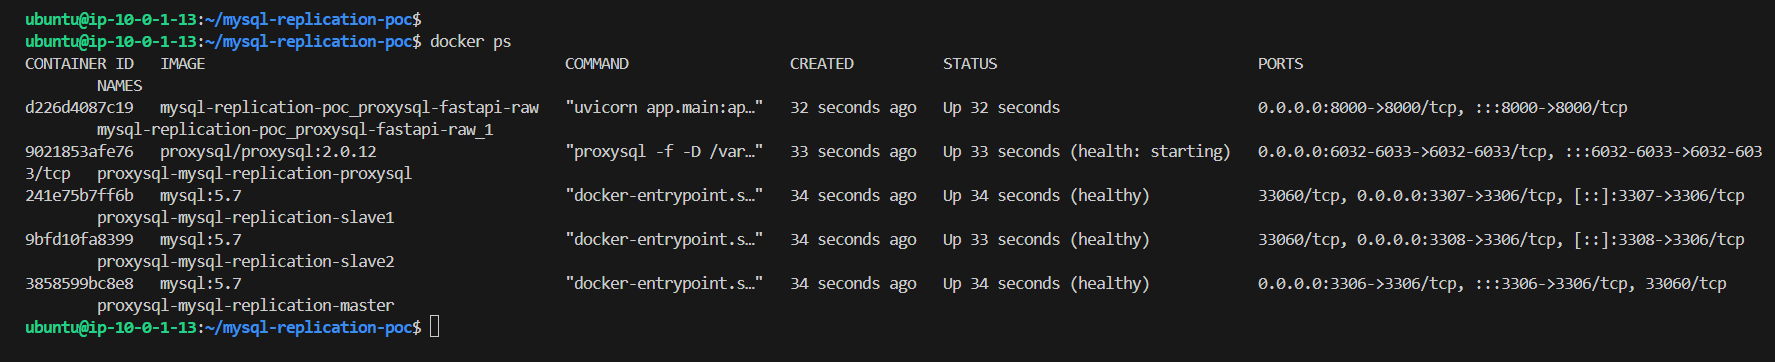 ubuntu@ip-10-0-1-13:~/mysql-replication-poc$
ubuntu@ip-10-0-1-13:~/mysql-replication-poc$ docker ps
CONTAINER ID   IMAGE                                    COMMAND                  CREATED          STATUS                             PORTS
        NAMES
d226d4087c19   mysql-replication-poc_proxysql-fastapi-raw   "uvicorn app.main:ap…"   32 seconds ago   Up 32 seconds                      0.0.0.0:8000->8000/tcp, :::8000->8000/tcp
        mysql-replication-poc_proxysql-fastapi-raw_1
9021853afe76   proxysql/proxysql:2.0.12                     "proxysql -f -D /var…"   33 seconds ago   Up 33 seconds (health: starting)   0.0.0.0:6032-6033->6032-6033/tcp, :::6032-6033->6032-603
3/tcp   proxysql-mysql-replication-proxysql
241e75b7ff6b   mysql:5.7                                    "docker-entrypoint.s…"   34 seconds ago   Up 34 seconds (healthy)            33060/tcp, 0.0.0.0:3307->3306/tcp, [::]:3307->3306/tcp
        proxysql-mysql-replication-slave1
9bfd10fa8399   mysql:5.7                                    "docker-entrypoint.s…"   34 seconds ago   Up 33 seconds (healthy)            33060/tcp, 0.0.0.0:3308->3306/tcp, [::]:3308->3306/tcp
        proxysql-mysql-replication-slave2
3858599bc8e8   mysql:5.7                                    "docker-entrypoint.s…"   34 seconds ago   Up 34 seconds (healthy)            0.0.0.0:3306->3306/tcp, :::3306->3306/tcp, 33060/tcp
        proxysql-mysql-replication-master
ubuntu@ip-10-0-1-13:~/mysql-replication-poc$